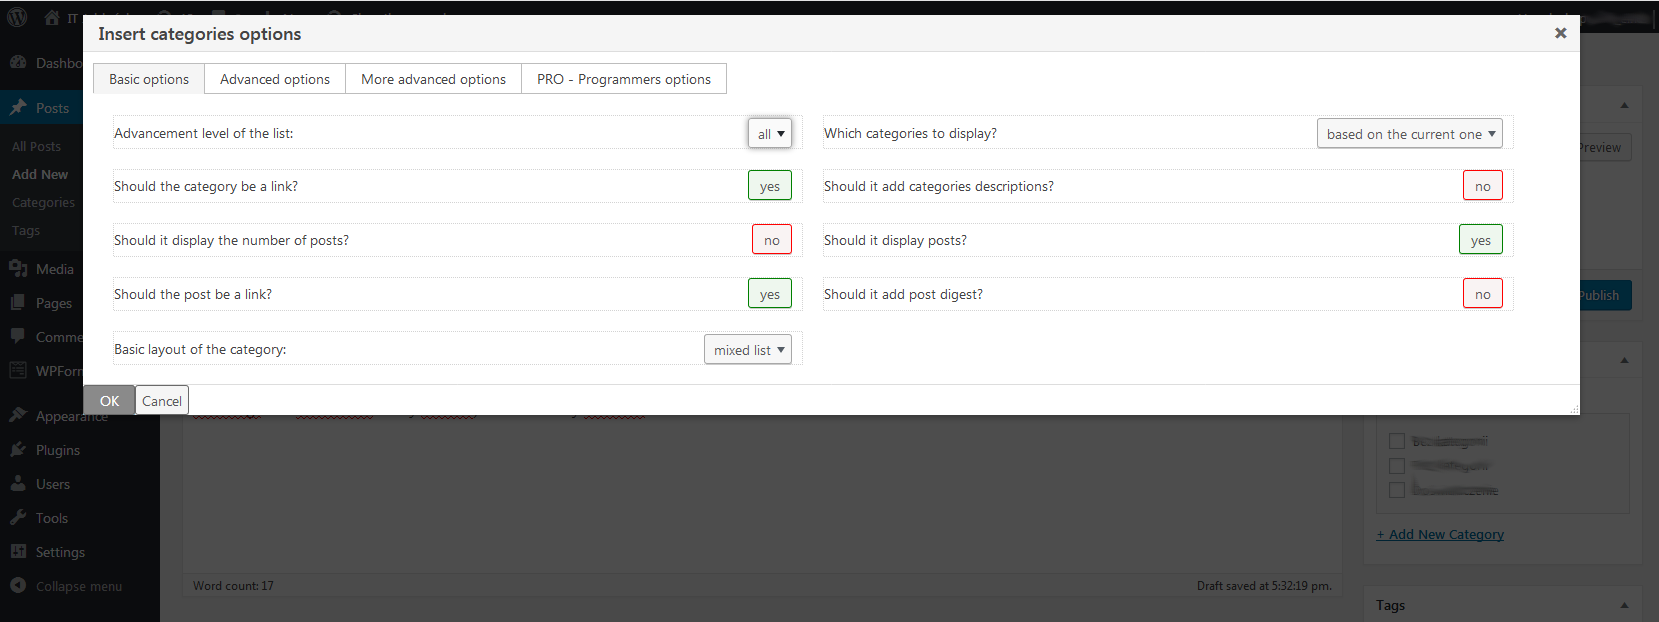 IT
Insert categories options
Dashbo
Basic options
Advanced options
More advanced options
PRO - Programmers options
Posts
Advancement level of the list:
all
Which categories to display?
based on the current one
Preview
All Posts
Add New
Should the category be a link?
yes
Should it add categories descriptions?
no
Categories
Tags
Should it display the number of posts?
no
Should it display posts?
yes
Media
Pages
Should the post be a link?
yes
Should it add post digest?
no
Publish
Comme
Basic layout of the category:
mixed list
WPForm
OK
Cancel
Appearance
Plugins
Users
Tools
Settings
Collapse menu
+ Add New Category
Word count: 17
Draft saved at 5:32:19 pm.
Tags